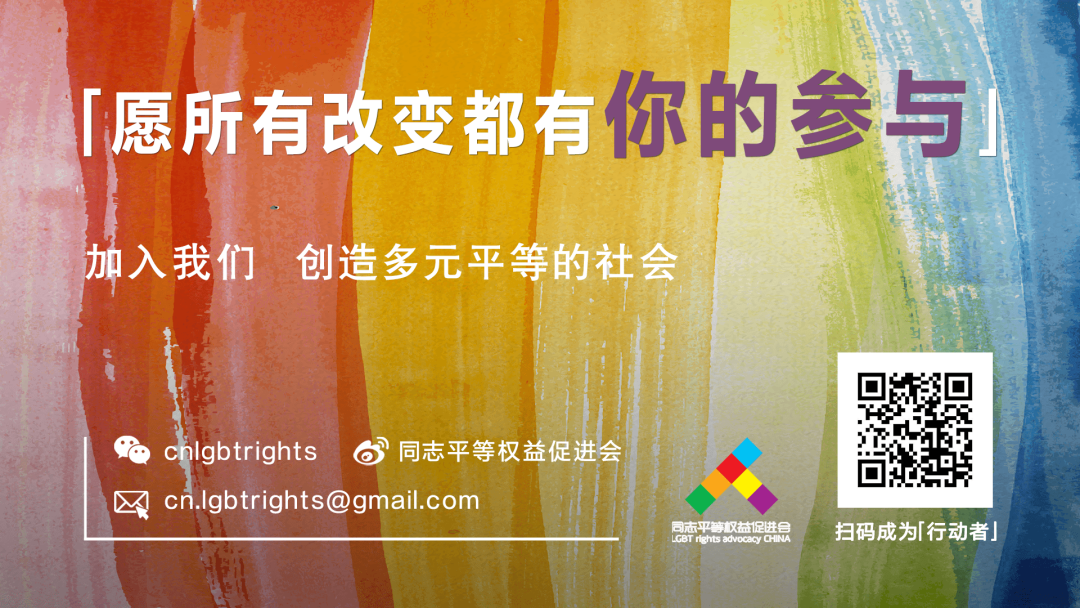 「愿所有改变都有你的参与」
加入我们 创造多元平等的社会
cnlgbtrights 同志平等权益促进会
cn.lgbtrights@gmail.com
同志平等权益促进会
LGBT rights advocacy CHINA
扫码成为「行动者」